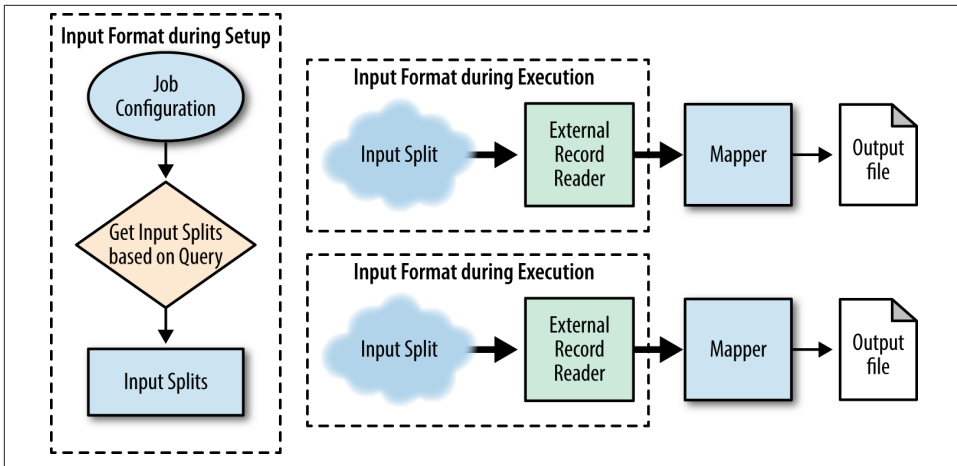 Input Format during Setup
Job
Configuration
Get Input Splits
based on Query
Input Splits
Input Format during Execution
Input Split
External
Record
Reader
Mapper
Output
file
Input Format during Execution
Input Split
External
Record
Reader
Mapper
Output
file